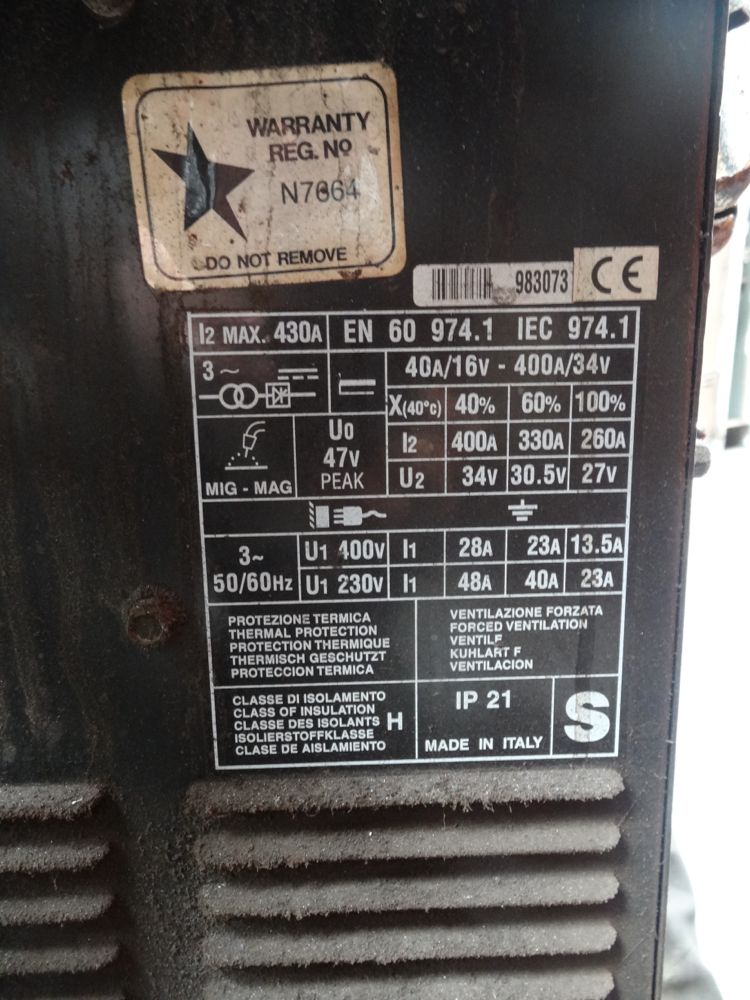 WARRANTY
REG. Nº
N7664
DO NOT REMOVE
983073 CE
I2 MAX. 430A EN 60 974.1 IEC 974.1
3 ~ 40A/16V - 400A/34V
X(40°C) 40% 60% 100%
U0 47V PEAK
I2 400A 330A 260A
MIG - MAG
U2 34V 30.5V 27V
3~ 50/60Hz
U1 400V I1 28A 23A 13.5A
U1 230V I1 48A 40A 23A
PROTEZIONE TERMICA
THERMAL PROTECTION
PROTECTION THERMIQUE
THERMISCH GESCHUTZT
PROTECCION TERMICA
VENTILAZIONE FORZATA
FORCED VENTILATION
VENTILE
KUHLART F
VENTILACION
CLASSE DI ISOLAMENTO
CLASS OF INSULATION
CLASSE DES ISOLANTS H
ISOLIERSTOFFKLASSE
CLASE DE AISLAMIENTO
IP 21
MADE IN ITALY
S